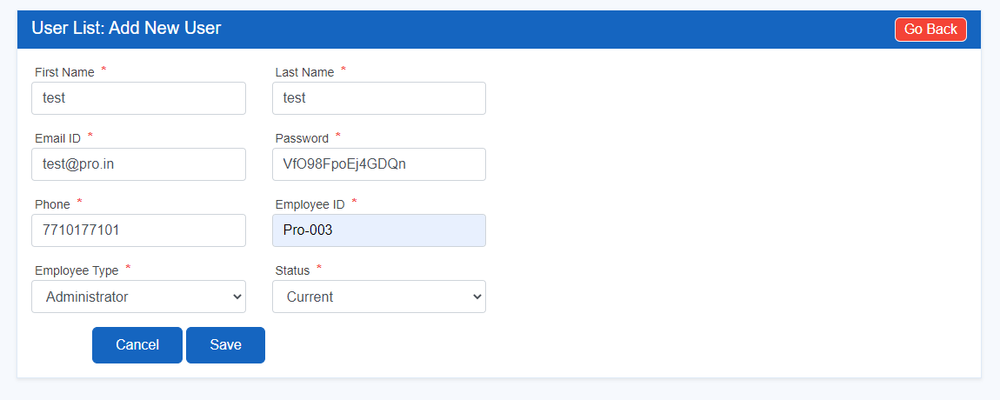 User List: Add New User Go Back
First Name * Last Name *
test test
Email ID * Password *
test@pro.in VfO98FpoEj4GDQn
Phone * Employee ID *
7710177101 Pro-003
Employee Type * Status *
Administrator Current
Cancel Save